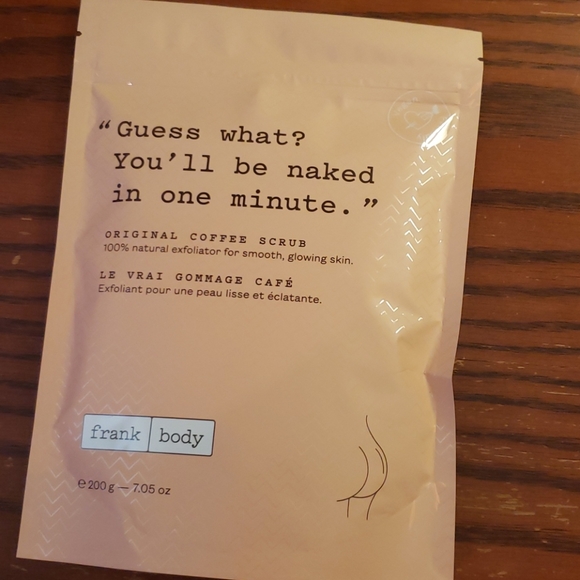 “Guess what?
You’ll be naked
in one minute.”
ORIGINAL COFFEE SCRUB
100% natural exfoliator for smooth, glowing skin.
LE VRAI GOMMAGE CAFÉ
Exfoliant pour une peau lisse et éclatante.
frank body
℮ 200 g — 7.05 oz